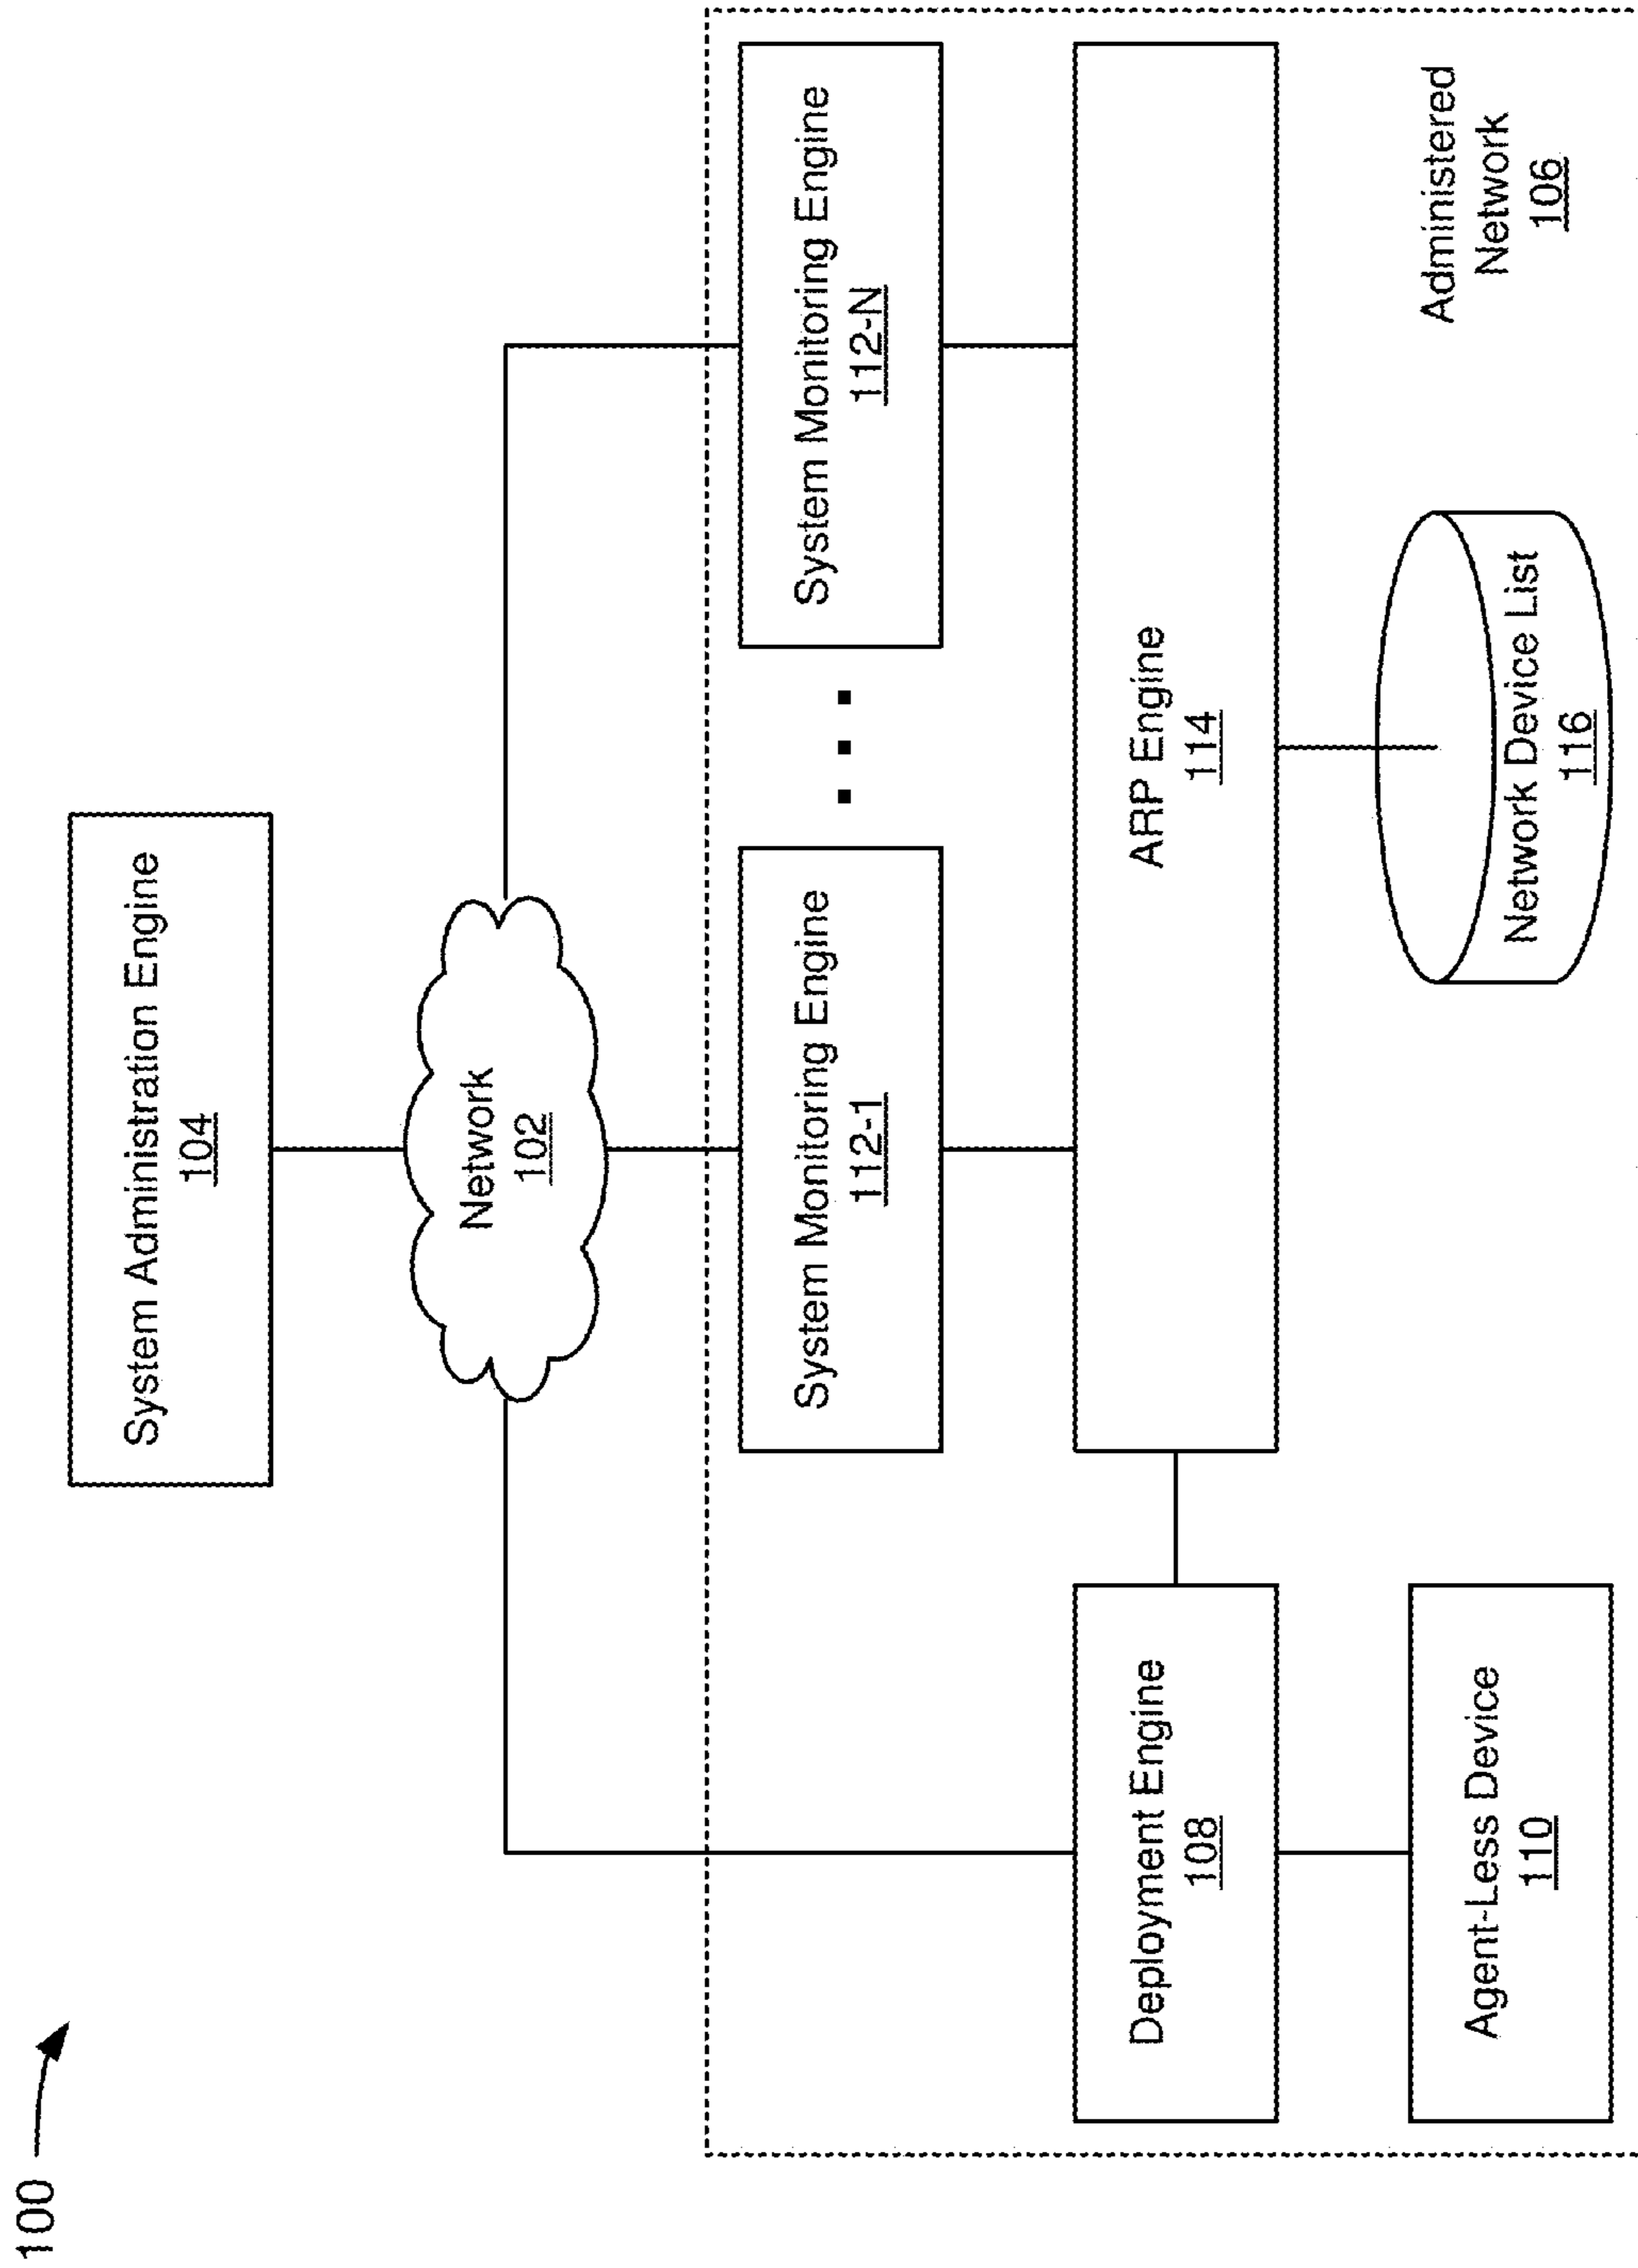 100
System Administration Engine
104
Network
102
System Monitoring Engine
112-1
. . .
System Monitoring Engine
112-N
Deployment Engine
108
ARP Engine
114
Agent-Less Device
110
Network Device List
116
Administered
Network
106